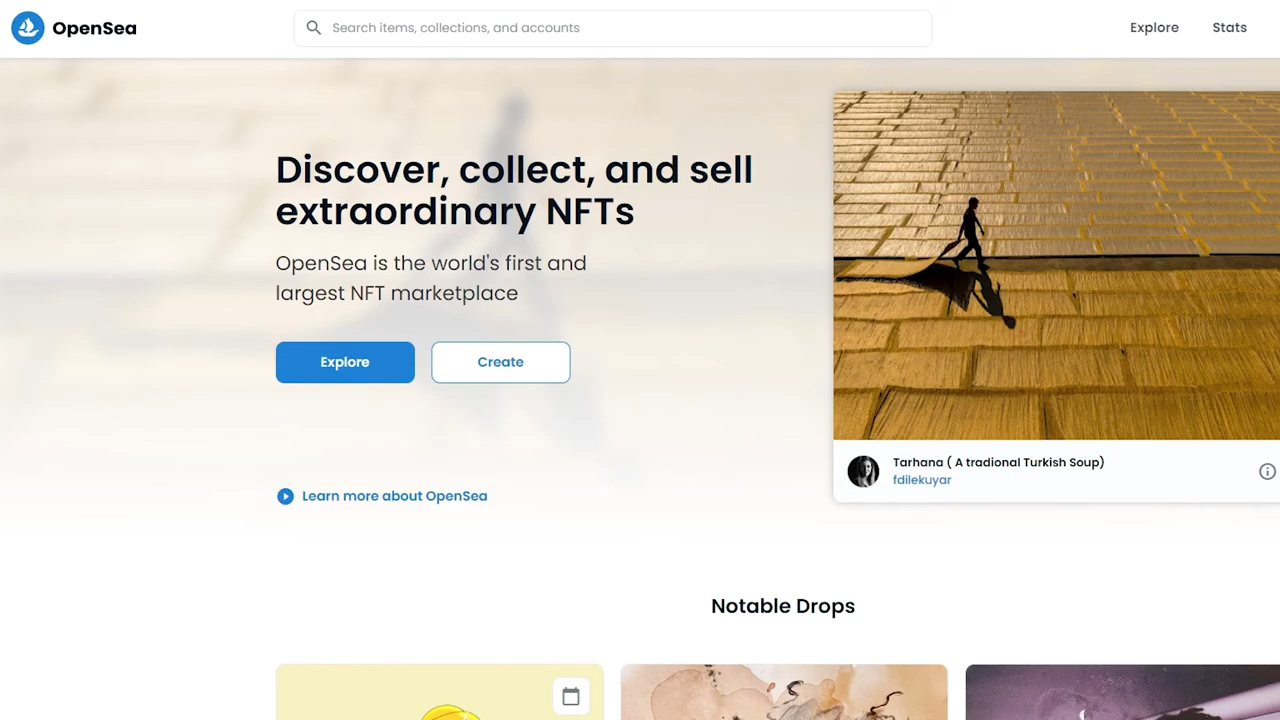 OpenSea
Search items, collections, and accounts
Explore
Stats
Discover, collect, and sell
extraordinary NFTs
OpenSea is the world's first and
largest NFT marketplace
Explore
Create
Learn more about OpenSea
Tarhana ( A tradional Turkish Soup)
fdilekuyar
Notable Drops